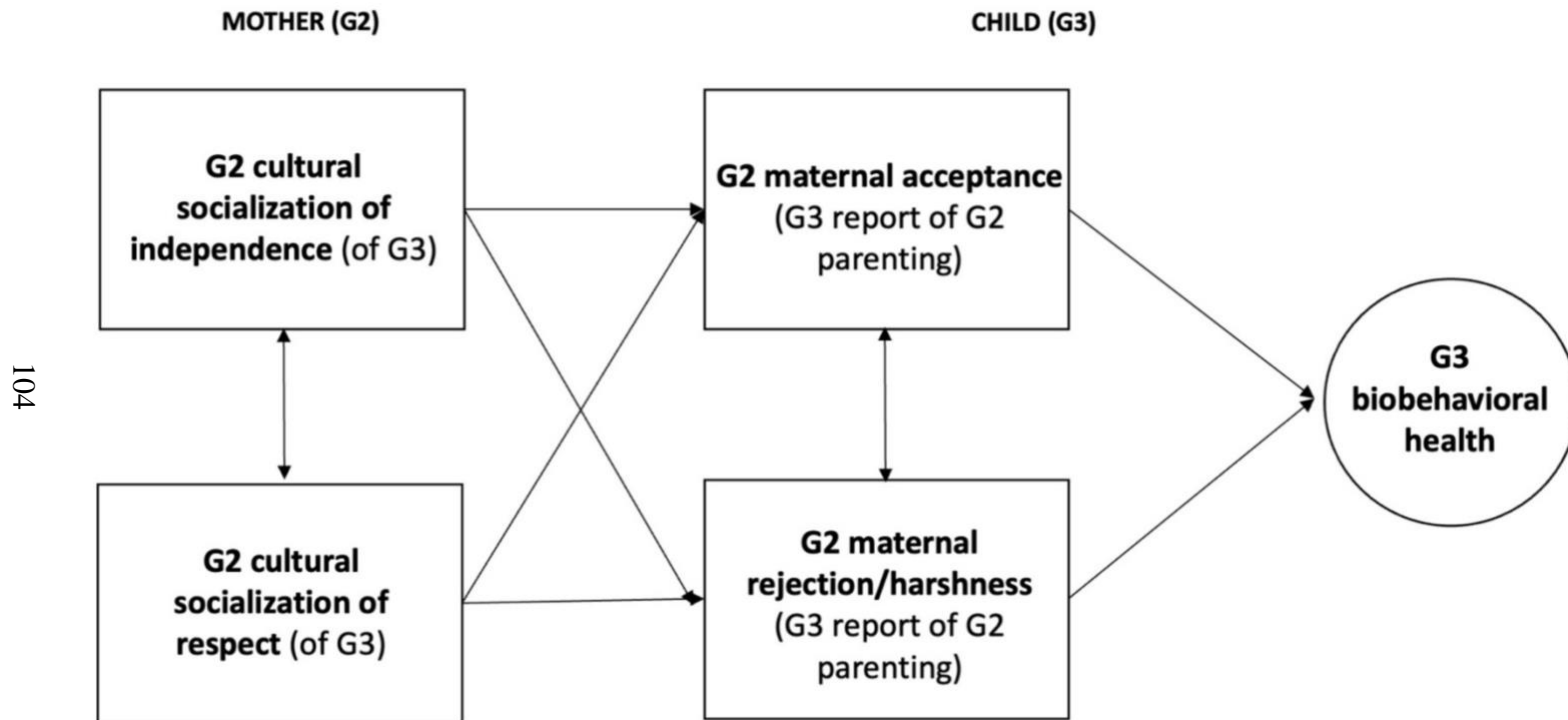 MOTHER (G2)
CHILD (G3)
G2 cultural
socialization of
independence (of G3)
G2 maternal acceptance
(G3 report of G2
parenting)
G3
biobehavioral
health
104
G2 cultural
socialization of
respect (of G3)
G2 maternal
rejection/harshness
(G3 report of G2
parenting)